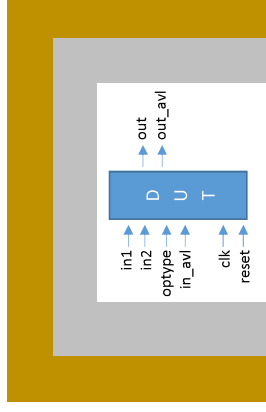 out
out_avl
D U T
in1
in2
optype
in_avl
clk
reset